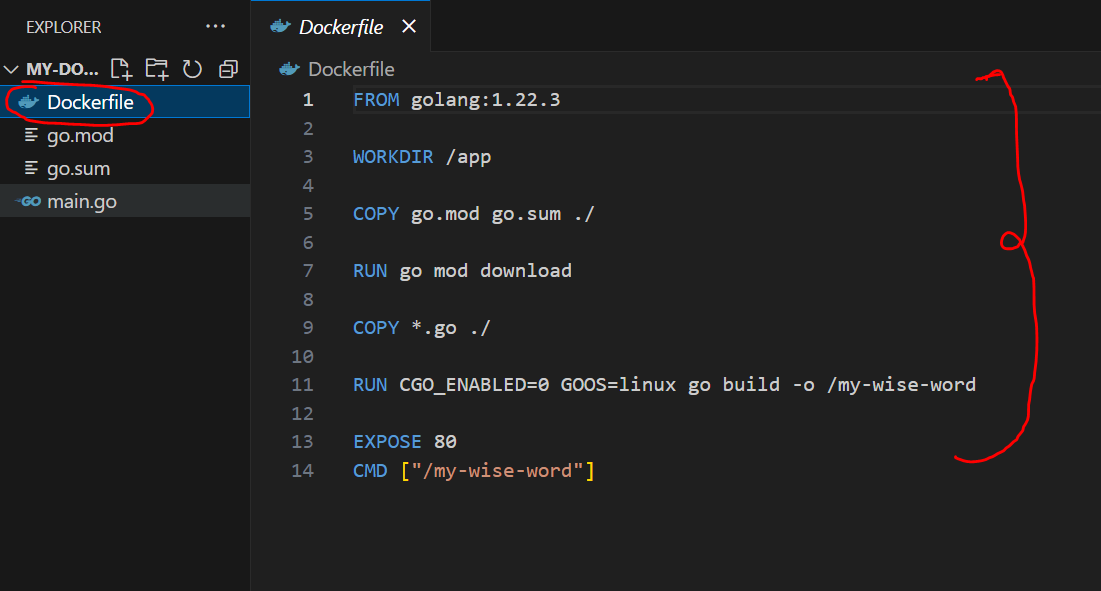 EXPLORER ...
MY-DO...
Dockerfile
go.mod
go.sum
GO main.go
Dockerfile
Dockerfile
1 FROM golang:1.22.3
2
3 WORKDIR /app
4
5 COPY go.mod go.sum ./
6
7 RUN go mod download
8
9 COPY *.go ./
10
11 RUN CGO_ENABLED=0 GOOS=linux go build -o /my-wise-word
12
13 EXPOSE 80
14 CMD ["/my-wise-word"]